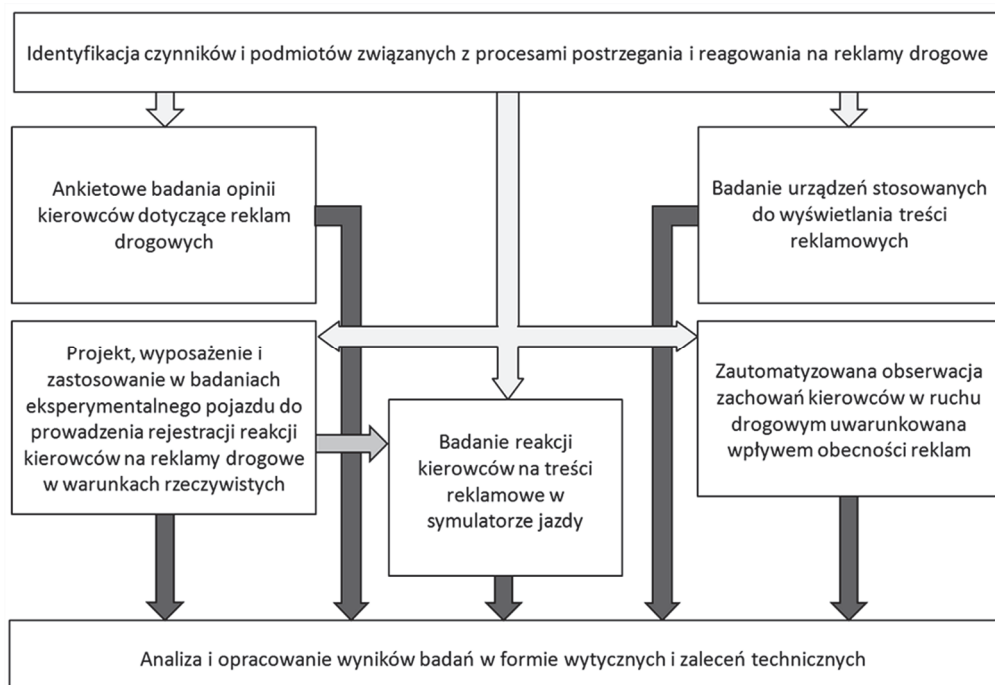 Identyfikacja czynników i podmiotów związanych z procesami postrzegania i reagowania na reklamy drogowe
Ankietowe badania opinii
kierowców dotyczące reklam
drogowych
Badanie urządzeń stosowanych
do wyświetlania treści
reklamowych
Projekt, wyposażenie i
zastosowanie w badaniach
eksperymentalnego pojazdu do
prowadzenia rejestracji reakcji
kierowców na reklamy drogowe
w warunkach rzeczywistych
Badanie reakcji
kierowców na treści
reklamowe w
symulatorze jazdy
Zautomatyzowana obserwacja
zachowań kierowców w ruchu
drogowym uwarunkowana
wpływem obecności reklam
Analiza i opracowanie wyników badań w formie wytycznych i zaleceń technicznych